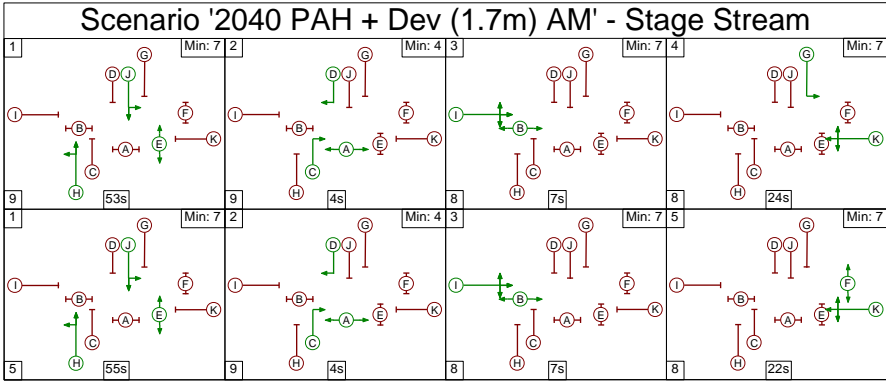 Scenario '2040 PAH + Dev (1.7m) AM' - Stage Stream
1 Min: 7 2 Min: 4 3 Min: 7 4 Min: 7
G G G G
D J D J D J D J
I F I F I F I F
B E K B E K B E K B E K
A A A A
C C C C
H H H H
9 53s 9 4s 8 7s 8 24s
1 Min: 7 2 Min: 4 3 Min: 7 5 Min: 7
G G G G
D J D J D J D J
I F I F I F I F
B E K B E K B E K B E K
A A A A
C C C C
H H H H
5 55s 9 4s 8 7s 8 22s